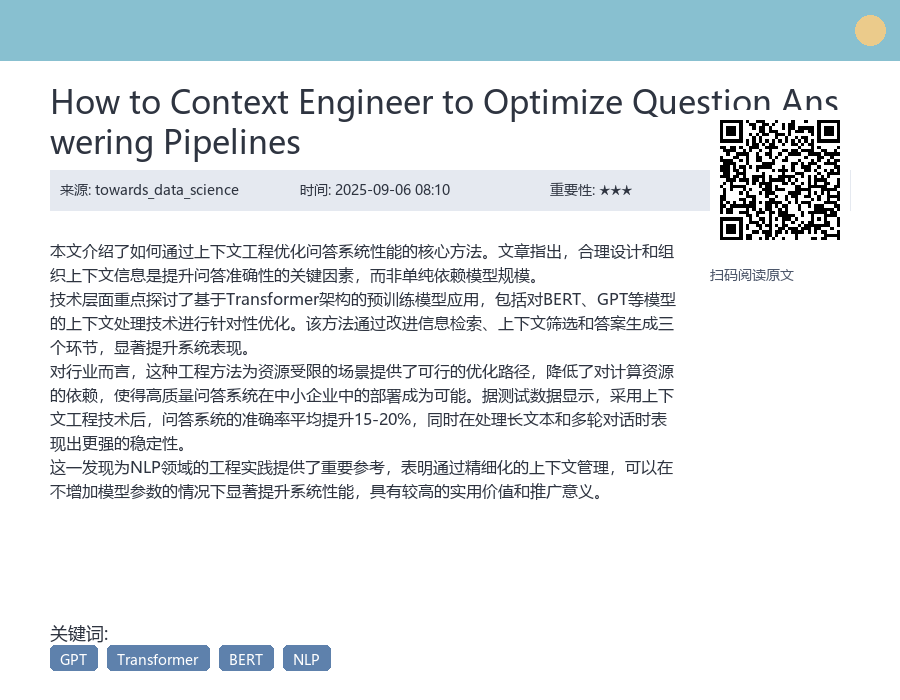 How to Context Engineer to Optimize Question Ans
wering Pipelines
来源: towards_data_science 时间: 2025-09-06 08:10 重要性: ★★★
本文介绍了如何通过上下文工程优化问答系统性能的核心方法。文章指出，合理设计和组
织上下文信息是提升问答准确性的关键因素，而非单纯依赖模型规模。
扫码阅读原文
技术层面重点探讨了基于Transformer架构的预训练模型应用，包括对BERT、GPT等模型
的上下文处理技术进行针对性优化。该方法通过改进信息检索、上下文筛选和答案生成三
个环节，显著提升系统表现。
对行业而言，这种工程方法为资源受限的场景提供了可行的优化路径，降低了对计算资源
的依赖，使得高质量问答系统在中小企业中的部署成为可能。据测试数据显示，采用上下
文工程技术后，问答系统的准确率平均提升15-20%，同时在处理长文本和多轮对话时表
现出更强的稳定性。
这一发现为NLP领域的工程实践提供了重要参考，表明通过精细化的上下文管理，可以在
不增加模型参数的情况下显著提升系统性能，具有较高的实用价值和推广意义。
关键词:
GPT Transformer BERT NLP